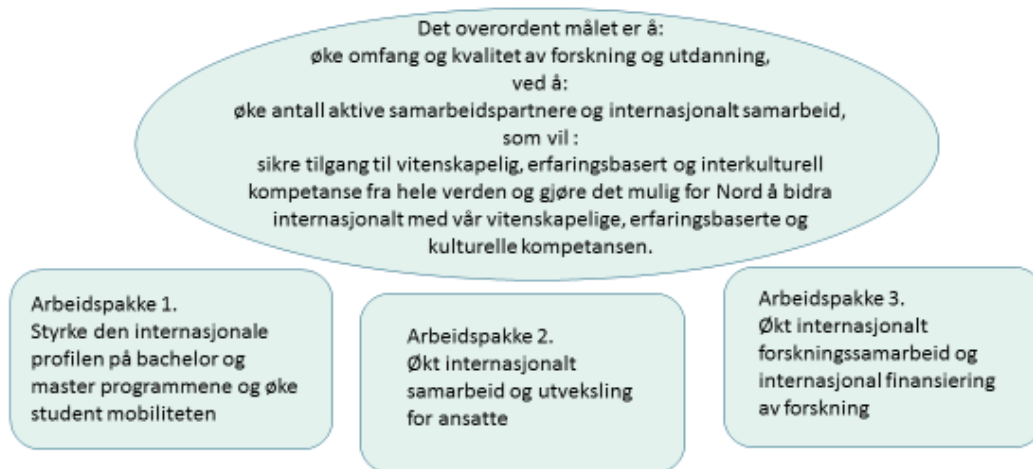 Det overordent målet er å:
øke omfang og kvalitet av forskning og utdanning,
ved å:
øke antall aktive samarbeidspartnere og internasjonalt samarbeid,
som vil :
sikre tilgang til vitenskapelig, erfaringsbasert og interkulturell
kompetanse fra hele verden og gjøre det mulig for Nord å bidra
internasjonalt med vår vitenskapelige, erfaringsbaserte og
kulturelle kompetansen.
Arbeidspakke 1.
Styrke den internasjonale
profilen på bachelor og
master programmene og øke
student mobiliteten
Arbeidspakke 2.
Økt internasjonalt
samarbeid og utveksling
for ansatte
Arbeidspakke 3.
Økt internasjonalt
forskningssamarbeid og
internasjonal finansiering
av forskning